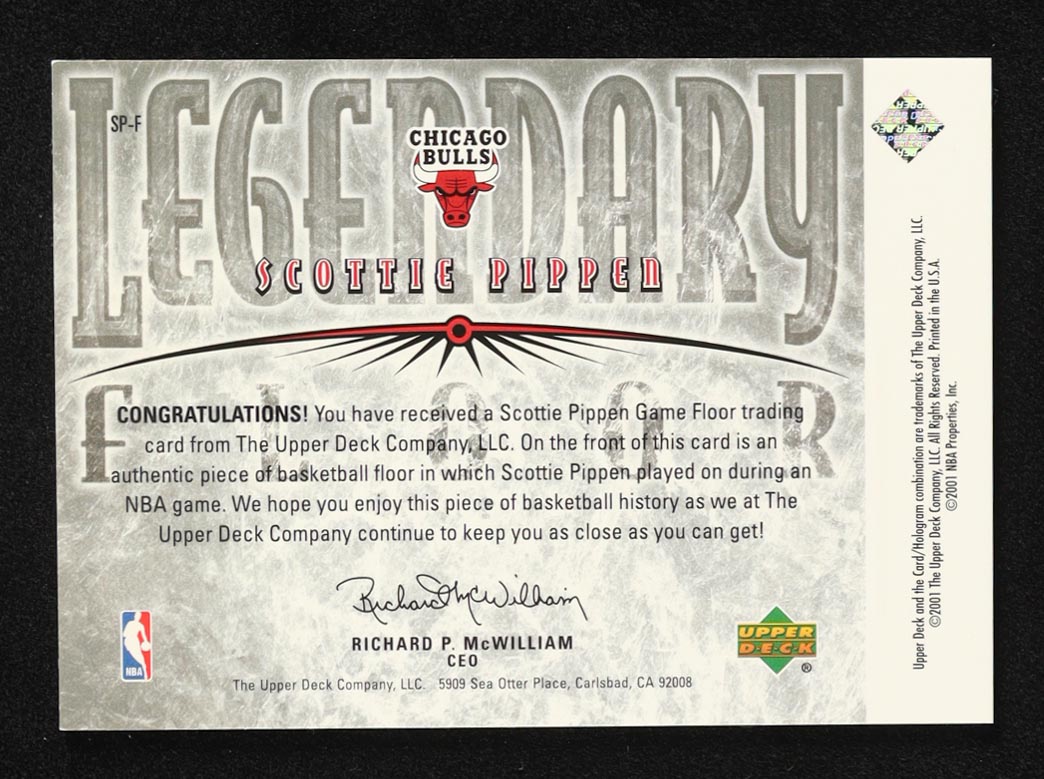 LEGENDARY
SP-F
CHICAGO
BULLS
SCOTTIE PIPPEN
FLOOR
CONGRATULATIONS! You have received a Scottie Pippen Game Floor trading
card from The Upper Deck Company, LLC. On the front of this card is an
authentic piece of basketball floor in which Scottie Pippen played on during an
NBA game. We hope you enjoy this piece of basketball history as we at The
Upper Deck Company continue to keep you as close as you can get!
Richard McWilliam
RICHARD P. McWILLIAM
CEO
The Upper Deck Company, LLC. 5909 Sea Otter Place, Carlsbad, CA 92008
NBA
UPPER
D·E·C·K
®
UPPER DECK
Upper Deck and the Card/Hologram combination are trademarks of The Upper Deck Company, LLC.
©2001 The Upper Deck Company, LLC. All Rights Reserved. Printed in the U.S.A.
©2001 NBA Properties, Inc.